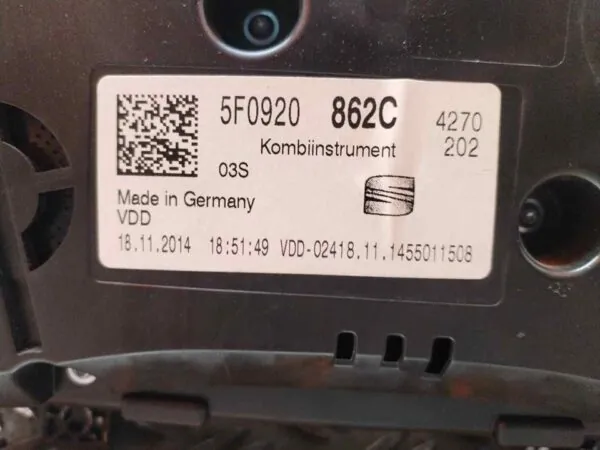 5F0920 862C 4270
Kombiinstrument 202
03S
Made in Germany
VDD
18.11.2014 18:51:49 VDD-02418.11.1455011508